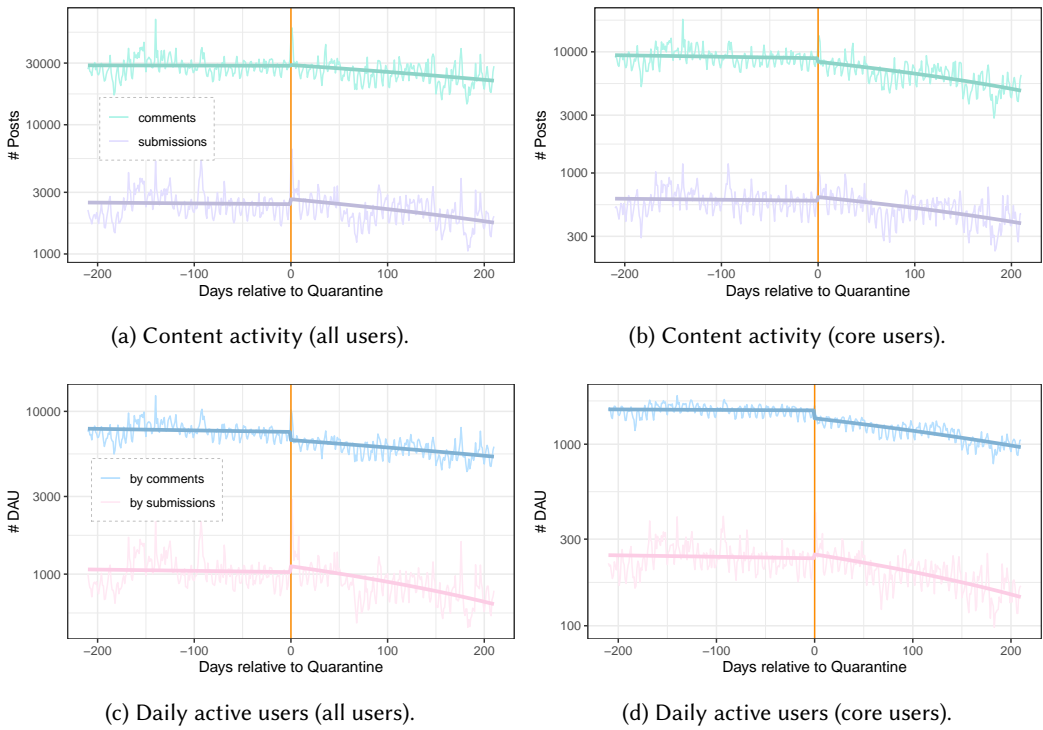 30000
10000
3000
1000
# Posts
comments
submissions
−200 −100 0 100 200
Days relative to Quarantine
(a) Content activity (all users).
10000
3000
1000
300
# Posts
−200 −100 0 100 200
Days relative to Quarantine
(b) Content activity (core users).
10000
3000
1000
# DAU
by comments
by submissions
−200 −100 0 100 200
Days relative to Quarantine
(c) Daily active users (all users).
1000
300
100
# DAU
−200 −100 0 100 200
Days relative to Quarantine
(d) Daily active users (core users).